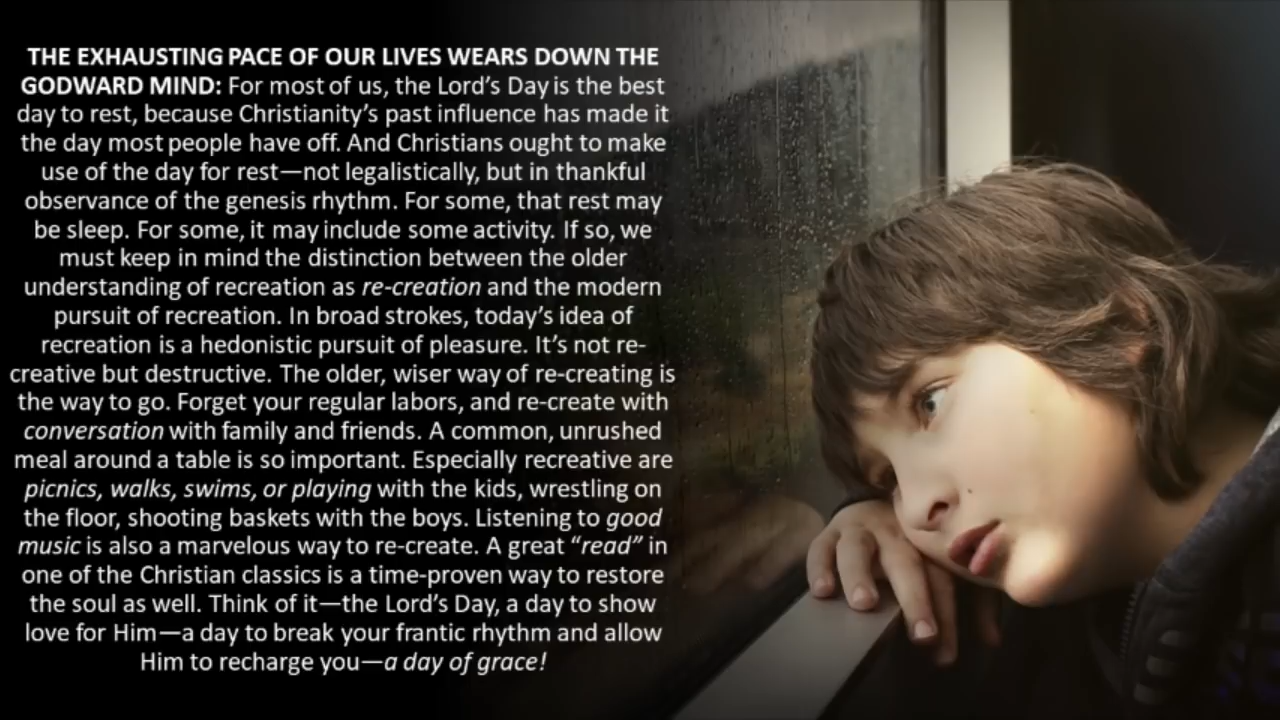 THE EXHAUSTING PACE OF OUR LIVES WEARS DOWN THE
GODWARD MIND: For most of us, the Lord’s Day is the best
day to rest, because Christianity’s past influence has made it
the day most people have off. And Christians ought to make
use of the day for rest—not legalistically, but in thankful
observance of the genesis rhythm. For some, that rest may
be sleep. For some, it may include some activity. If so, we
must keep in mind the distinction between the older
understanding of recreation as re-creation and the modern
pursuit of recreation. In broad strokes, today’s idea of
recreation is a hedonistic pursuit of pleasure. It’s not re-
creative but destructive. The older, wiser way of re-creating is
the way to go. Forget your regular labors, and re-create with
conversation with family and friends. A common, unrushed
meal around a table is so important. Especially recreative are
picnics, walks, swims, or playing with the kids, wrestling on
the floor, shooting baskets with the boys. Listening to good
music is also a marvelous way to re-create. A great “read” in
one of the Christian classics is a time-proven way to restore
the soul as well. Think of it—the Lord’s Day, a day to show
love for Him—a day to break your frantic rhythm and allow
Him to recharge you—a day of grace!